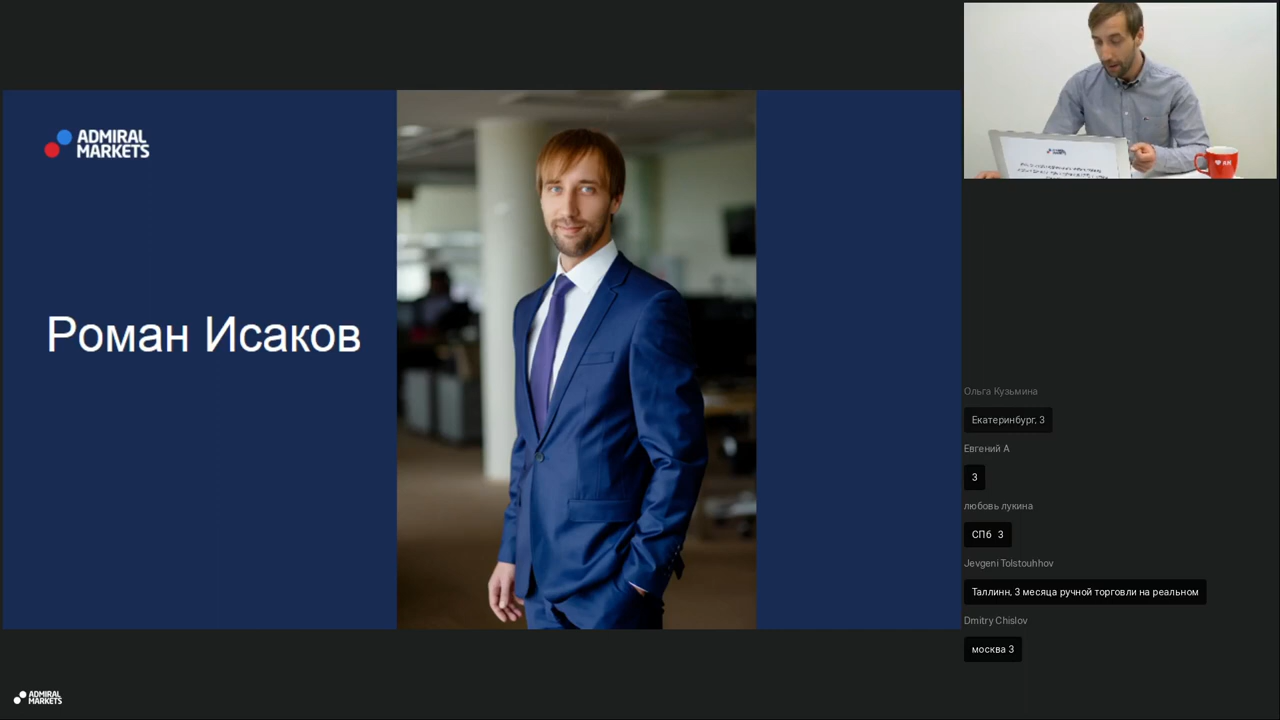 ADMIRAL
MARKETS
Роман Исаков
Ольга Кузьмина
Екатеринбург, 3
Евгений А
3
любовь лукина
СПб 3
Jevgeni Tolstouhhov
Таллинн, 3 месяца ручной торговли на реальном
Dmitry Chislov
москва 3
ADMIRAL
MARKETS